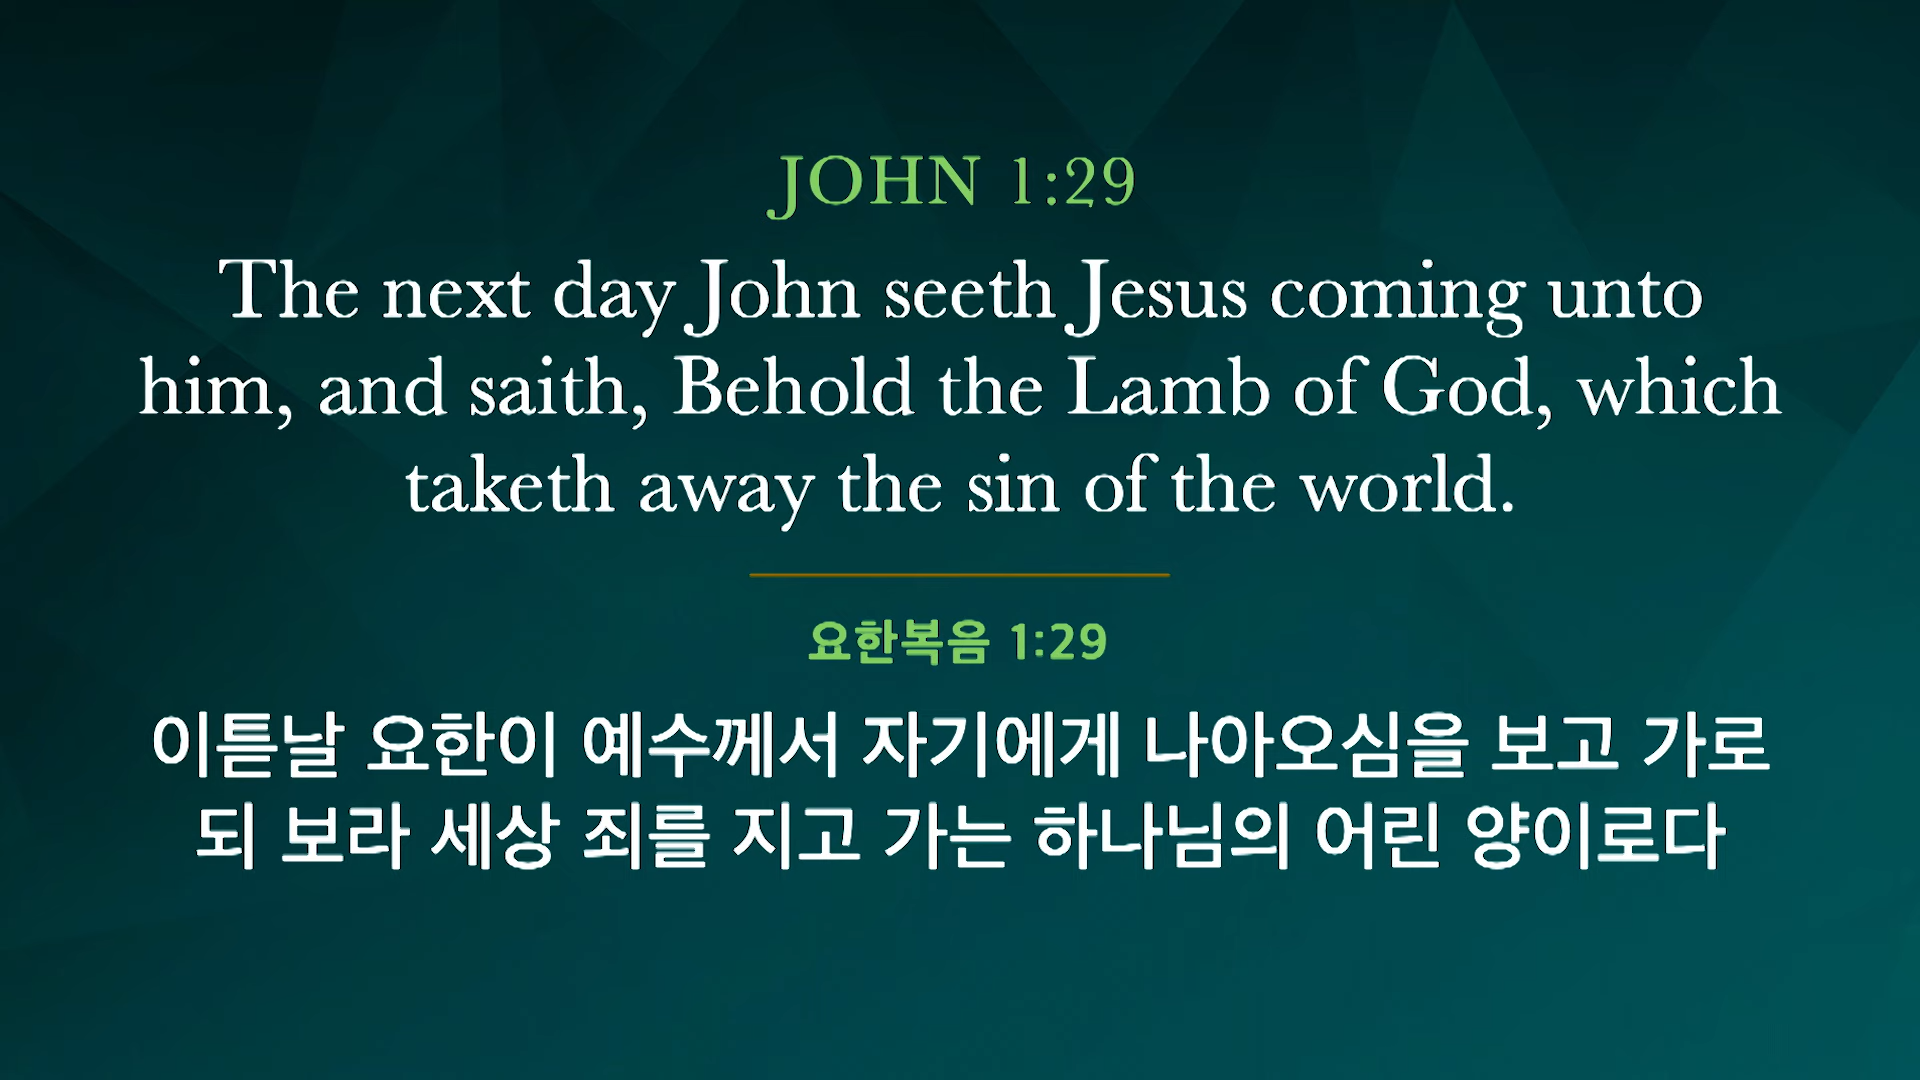 JOHN 1:29
The next day John seeth Jesus coming unto
him, and saith, Behold the Lamb of God, which
taketh away the sin of the world.
요한복음 1:29
이튿날 요한이 예수께서 자기에게 나아오심을 보고 가로
되 보라 세상 죄를 지고 가는 하나님의 어린 양이로다